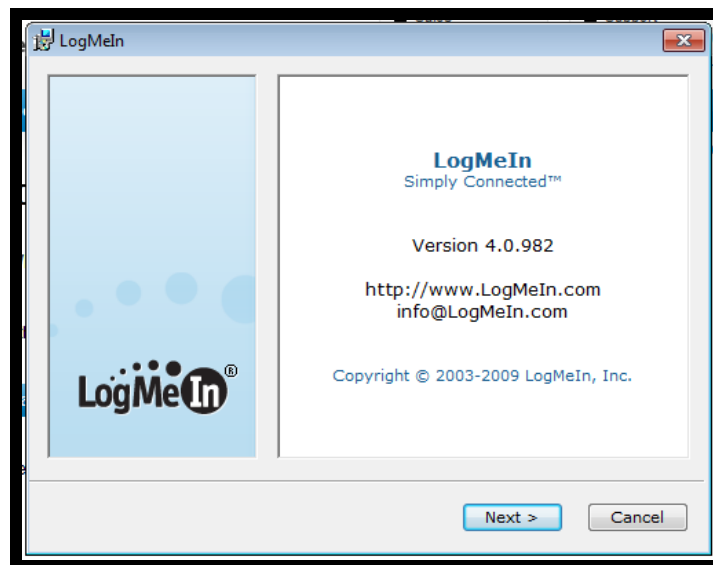 LogMeIn
LogMeIn
Simply Connected™
Version 4.0.982
http://www.LogMeIn.com
info@LogMeIn.com
Copyright © 2003-2009 LogMeIn, Inc.
LogMeIn®
Next >
Cancel